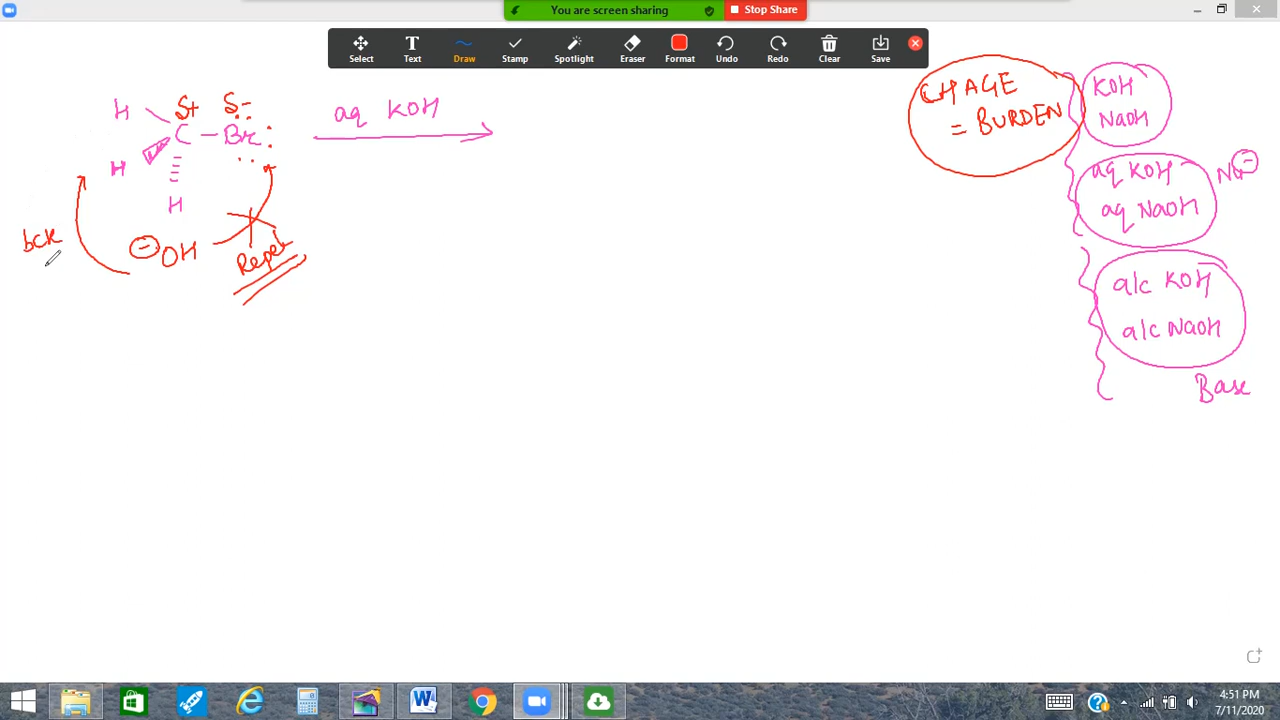 You are screen sharing
Stop Share
Select
Text
Draw
Stamp
Spotlight
Eraser
Format
Undo
Redo
Clear
Save
H
C
Br
S+
S-
H
H
aq KOH
⊖OH
bck
Repel
CHAGE
= BURDEN
KOH
NaOH
aq KOH
aq NaOH
Nu⊖
alc KOH
alc NaOH
Base
4:51 PM
7/11/2020